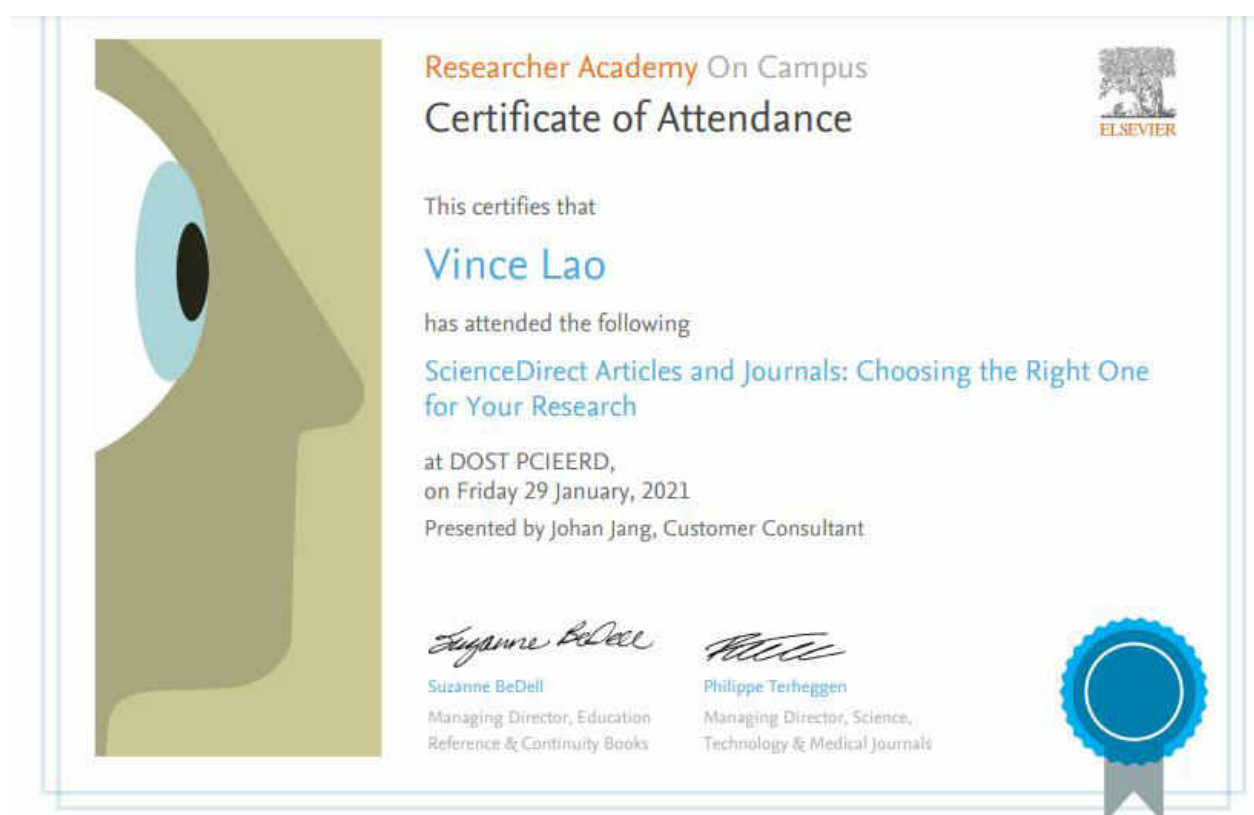 Researcher Academy On Campus
Certificate of Attendance
ELSEVIER
This certifies that
Vince Lao
has attended the following
ScienceDirect Articles and Journals: Choosing the Right One
for Your Research
at DOST PCIEERD,
on Friday 29 January, 2021
Presented by Johan Jang, Customer Consultant
Suzanne BeDell
Suzanne BeDell
Managing Director, Education
Reference & Continuity Books
Philippe Terheggen
Managing Director, Science,
Technology & Medical Journals